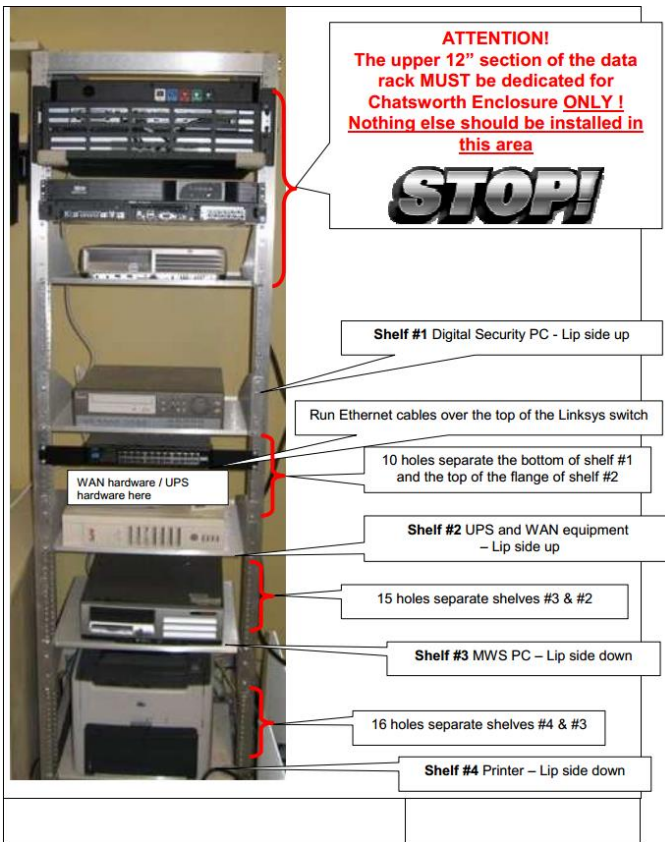 ATTENTION!
The upper 12” section of the data
rack MUST be dedicated for
Chatsworth Enclosure ONLY !
Nothing else should be installed in
this area
STOP!
Shelf #1 Digital Security PC - Lip side up
Run Ethernet cables over the top of the Linksys switch
10 holes separate the bottom of shelf #1
and the top of the flange of shelf #2
WAN hardware / UPS
hardware here
Shelf #2 UPS and WAN equipment
– Lip side up
15 holes separate shelves #3 & #2
Shelf #3 MWS PC – Lip side down
16 holes separate shelves #4 & #3
Shelf #4 Printer – Lip side down